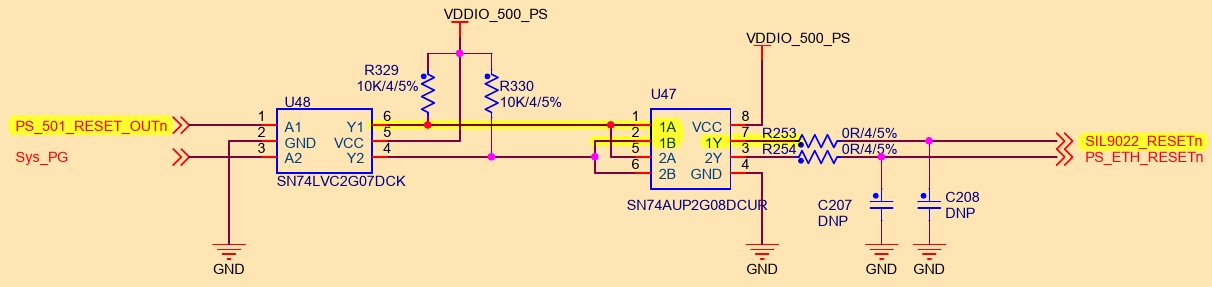 VDDIO_500_PS
VDDIO_500_PS
R329
10K/4/5%
R330
10K/4/5%
U48
U47
PS_501_RESET_OUTn
1 A1 Y1 6
2 GND VCC 5
3 A2 Y2 4
Sys_PG
SN74LVC2G07DCK
1 1A VCC 8
2 1B 1Y 7
5 2A 2Y 3
6 2B GND 4
SN74AUP2G08DCUR
R253 0R/4/5%
R254 0R/4/5%
SIL9022_RESETn
PS_ETH_RESETn
C207
DNP
C208
DNP
GND
GND
GND
GND